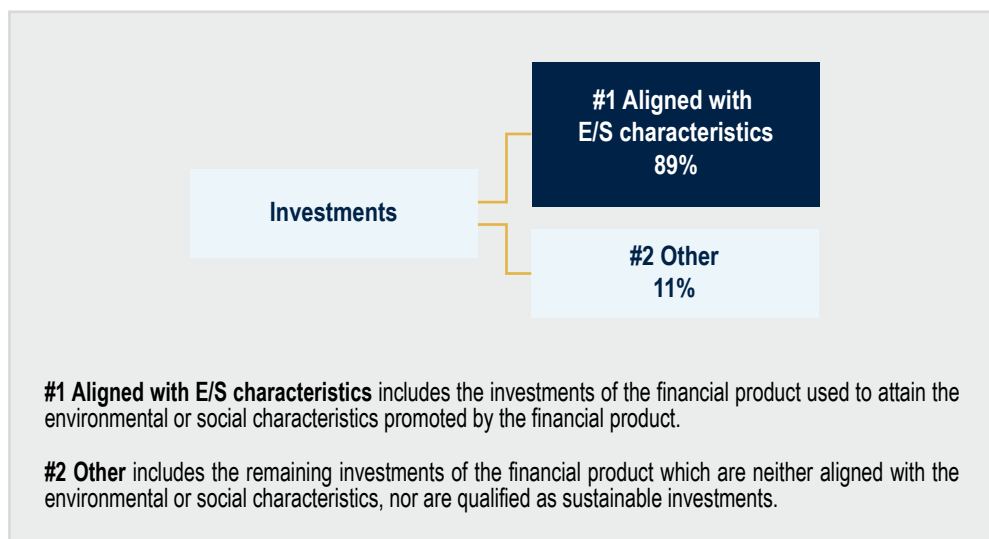 #1 Aligned with
E/S characteristics
89%
Investments
#2 Other
11%
#1 Aligned with E/S characteristics includes the investments of the financial product used to attain the
environmental or social characteristics promoted by the financial product.
#2 Other includes the remaining investments of the financial product which are neither aligned with the
environmental or social characteristics, nor are qualified as sustainable investments.